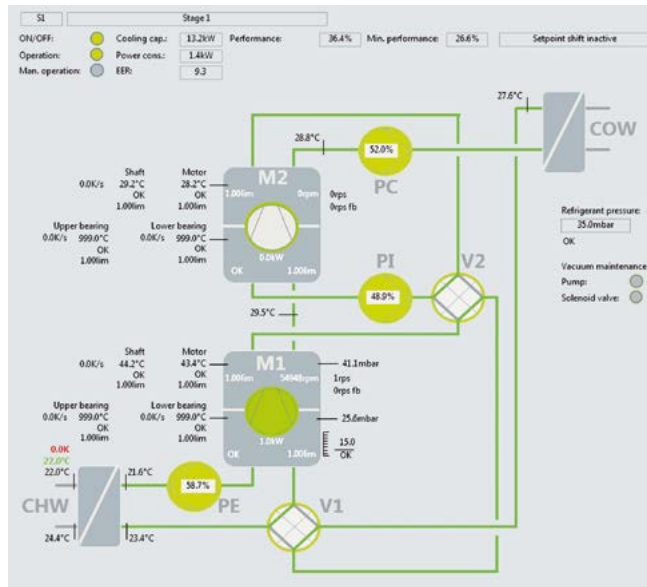 S1 Stage 1
ON/OFF: Cooling cap.: 13.2kW Performance: 36.4% Min. performance: 26.6% Setpoint shift inactive
Operation: Power cons.: 1.4kW
Man. operation: EER: 9.3
27.6°C
COW
28.8°C
52.0%
PC
Shaft Motor
0.0K/s 29.2°C 28.2°C
OK OK
1.00lim 1.00lim
M2
1.00lim 0rpm
0rps
0rps fb
Upper bearing Lower bearing
0.0K/s 999.0°C 0.0K/s 999.0°C
OK OK
1.00lim 1.00lim
0.0kW
OK 1.00lim
Refrigerant pressure:
35.0mbar
OK
Vacuum maintenance
Pump:
Solenoid valve:
PI
48.9%
V2
29.5°C
Shaft Motor
0.0K/s 44.2°C 43.4°C
OK OK
1.00lim 1.00lim
M1
1.00lim 54948rpm
41.1mbar
1rps
0rps fb
Upper bearing Lower bearing
0.0K/s 999.0°C 0.0K/s 999.0°C
OK OK
1.00lim 1.00lim
1.0kW
OK 1.00lim
25.6mbar
15.0
OK
0.0K
22.0°C
22.0°C 21.6°C
58.7%
CHW PE V1
24.4°C 23.4°C